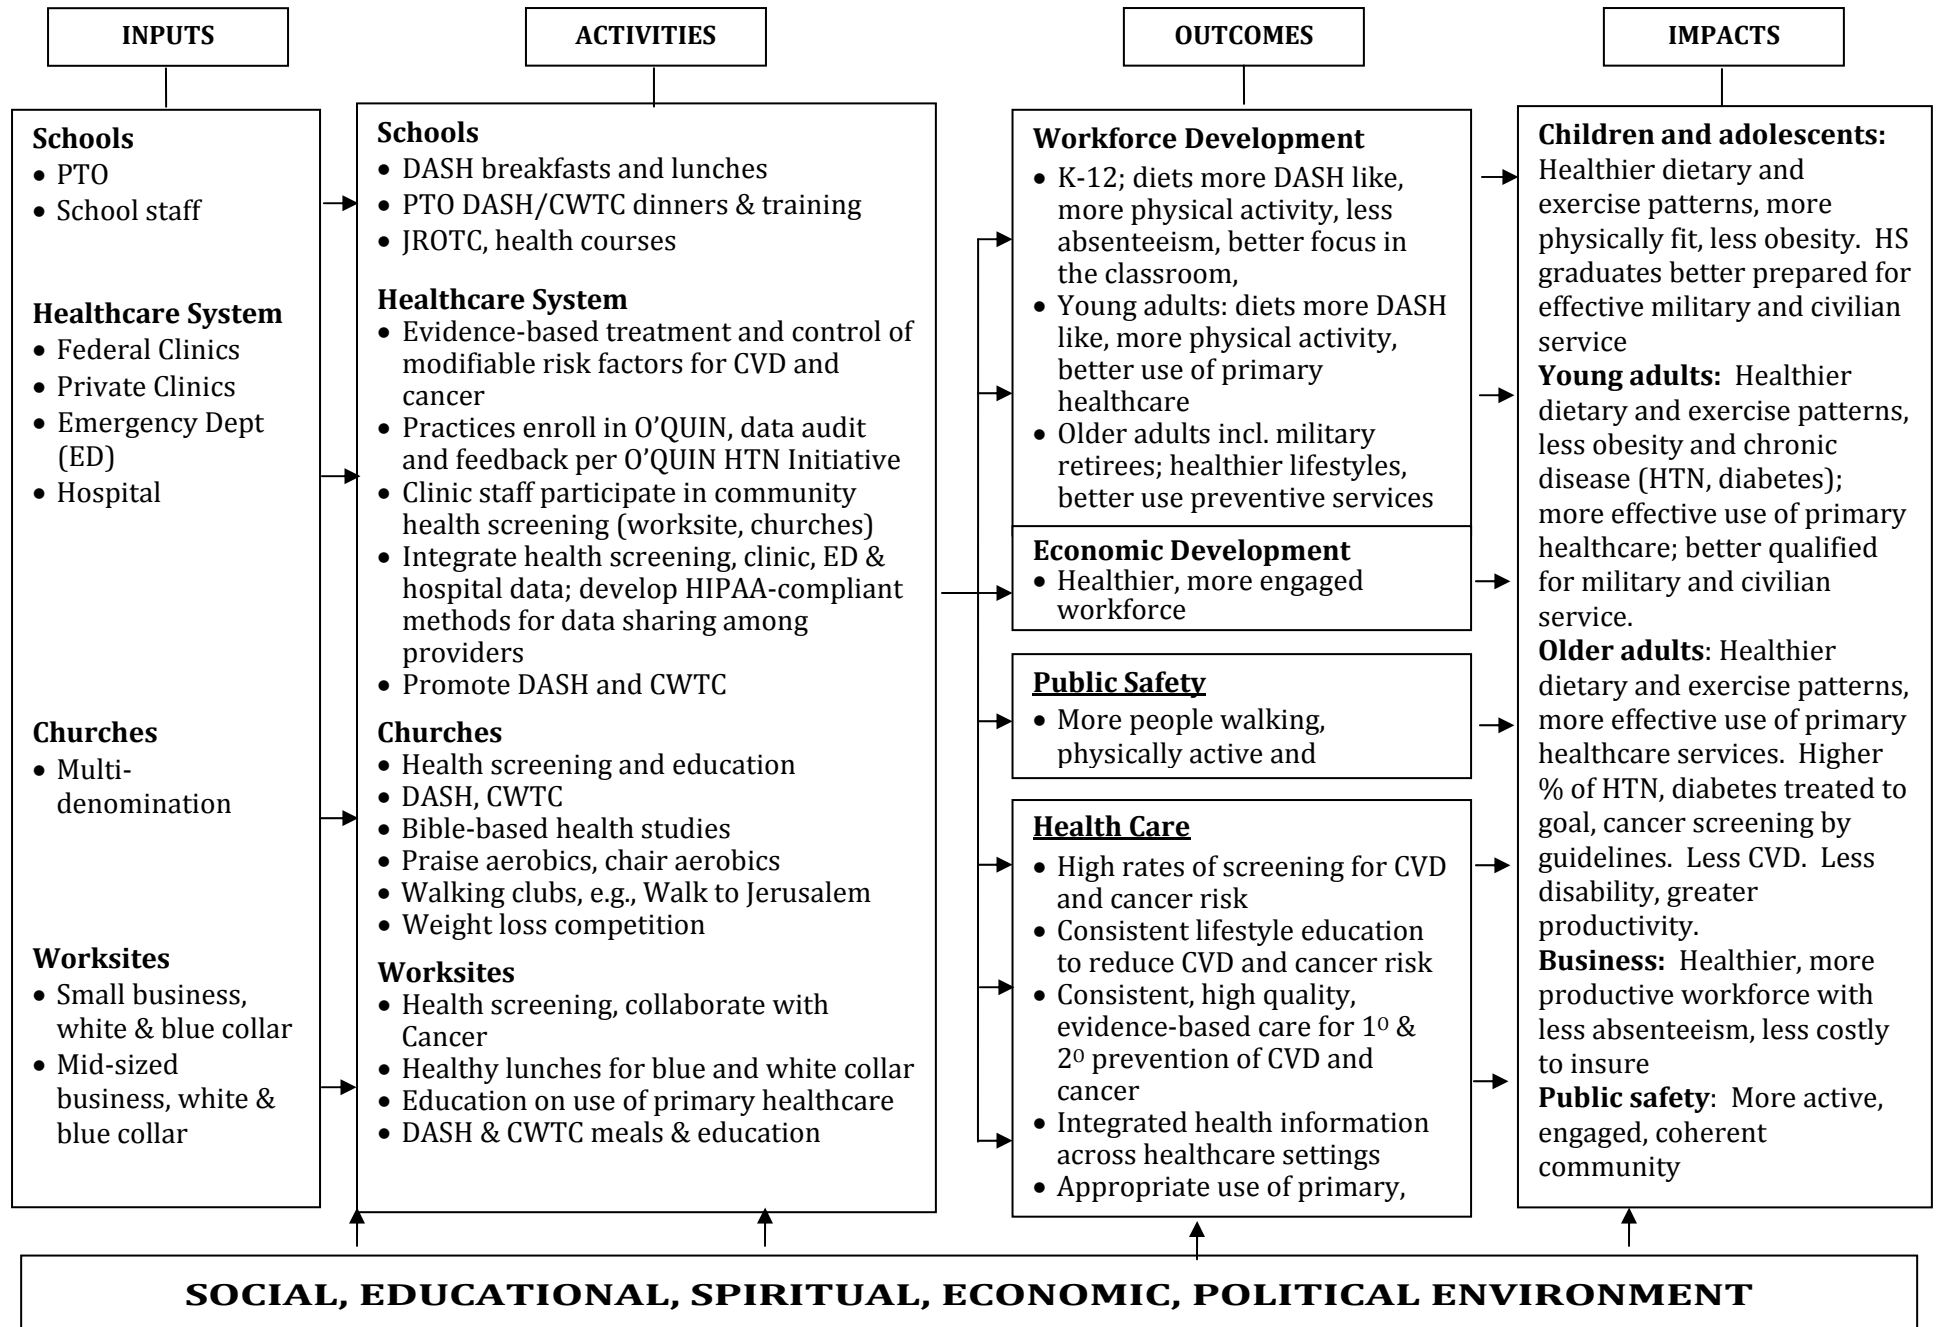 INPUTS
ACTIVITIES
OUTCOMES
IMPACTS
Schools
• PTO
• School staff
Healthcare System
• Federal Clinics
• Private Clinics
• Emergency Dept
(ED)
• Hospital
Churches
• Multi-
denomination
Worksites
• Small business,
white & blue collar
• Mid-sized
business, white &
blue collar
Schools
• DASH breakfasts and lunches
• PTO DASH/CWTC dinners & training
• JROTC, health courses
Healthcare System
• Evidence-based treatment and control of
modifiable risk factors for CVD and
cancer
• Practices enroll in O’QUIN, data audit
and feedback per O’QUIN HTN Initiative
• Clinic staff participate in community
health screening (worksite, churches)
• Integrate health screening, clinic, ED &
hospital data; develop HIPAA-compliant
methods for data sharing among
providers
• Promote DASH and CWTC
Churches
• Health screening and education
• DASH, CWTC
• Bible-based health studies
• Praise aerobics, chair aerobics
• Walking clubs, e.g., Walk to Jerusalem
• Weight loss competition
Worksites
• Health screening, collaborate with
Cancer
• Healthy lunches for blue and white collar
• Education on use of primary healthcare
• DASH & CWTC meals & education
Workforce Development
• K-12; diets more DASH like,
more physical activity, less
absenteeism, better focus in
the classroom,
• Young adults: diets more DASH
like, more physical activity,
better use of primary
healthcare
• Older adults incl. military
retirees; healthier lifestyles,
better use preventive services
Economic Development
• Healthier, more engaged
workforce
Public Safety
• More people walking,
physically active and
Health Care
• High rates of screening for CVD
and cancer risk
• Consistent lifestyle education
to reduce CVD and cancer risk
• Consistent, high quality,
evidence-based care for 1⁰ &
2⁰ prevention of CVD and
cancer
• Integrated health information
across healthcare settings
• Appropriate use of primary,
Children and adolescents:
Healthier dietary and
exercise patterns, more
physically fit, less obesity. HS
graduates better prepared for
effective military and civilian
service
Young adults: Healthier
dietary and exercise patterns,
less obesity and chronic
disease (HTN, diabetes);
more effective use of primary
healthcare; better qualified
for military and civilian
service.
Older adults: Healthier
dietary and exercise patterns,
more effective use of primary
healthcare services. Higher
% of HTN, diabetes treated to
goal, cancer screening by
guidelines. Less CVD. Less
disability, greater
productivity.
Business: Healthier, more
productive workforce with
less absenteeism, less costly
to insure
Public safety: More active,
engaged, coherent
community
SOCIAL, EDUCATIONAL, SPIRITUAL, ECONOMIC, POLITICAL ENVIRONMENT